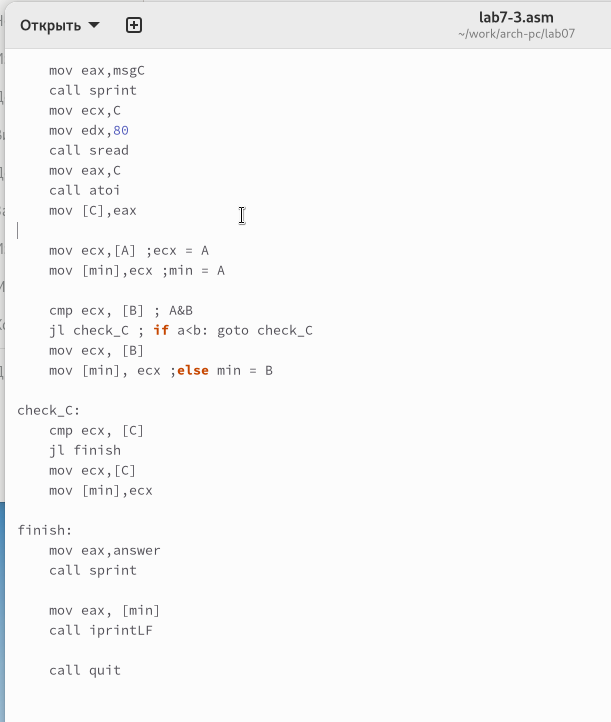 Открыть
lab7-3.asm
~/work/arch-pc/lab07
mov eax,msgC
call sprint
mov ecx,C
mov edx,80
call sread
mov eax,C
call atoi
mov [C],eax
mov ecx,[A] ;ecx = A
mov [min],ecx ;min = A
cmp ecx, [B] ; A&B
jl check_C ; if a<b: goto check_C
mov ecx, [B]
mov [min], ecx ;else min = B
check_C:
cmp ecx, [C]
jl finish
mov ecx,[C]
mov [min],ecx
finish:
mov eax,answer
call sprint
mov eax, [min]
call iprintLF
call quit